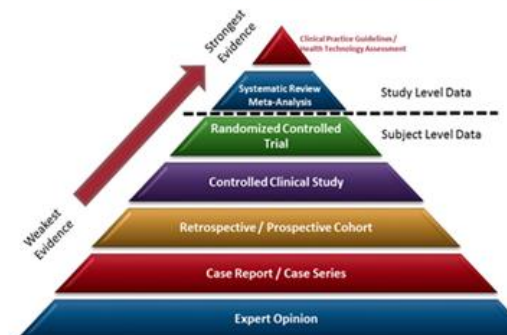 Clinical Practice Guidelines/
Health Technology Assessment
Strongest
Evidence
Systematic Review
Meta-Analysis
Study Level Data
Randomized Controlled
Trial
Subject Level Data
Controlled Clinical Study
Retrospective / Prospective Cohort
Weakest
Evidence
Case Report / Case Series
Expert Opinion